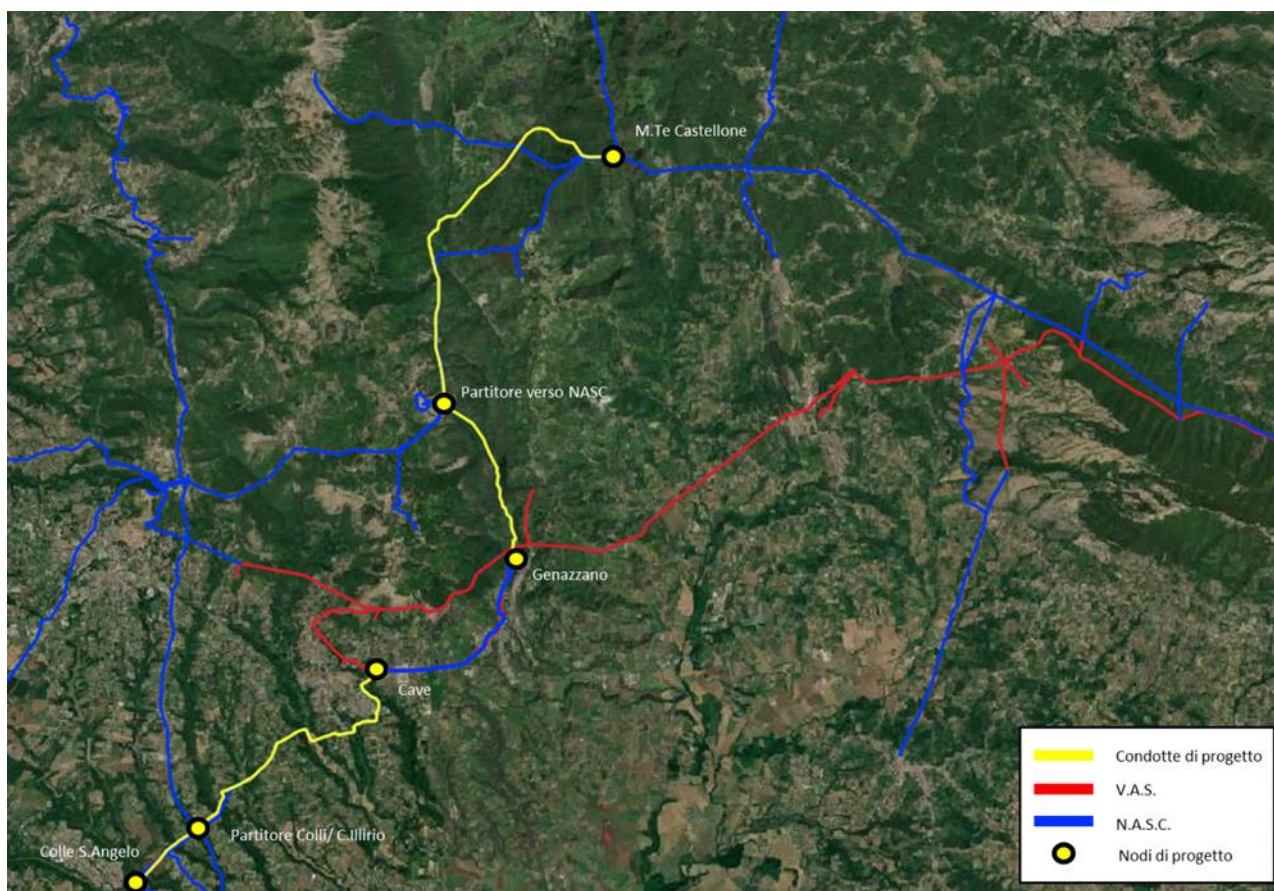 M.Te Castellone
Partitore verso NASC
Genazzano
Cave
Partitore Colli/ C.Illirio
Colle S.Angelo
Condotte di progetto
V.A.S.
N.A.S.C.
Nodi di progetto